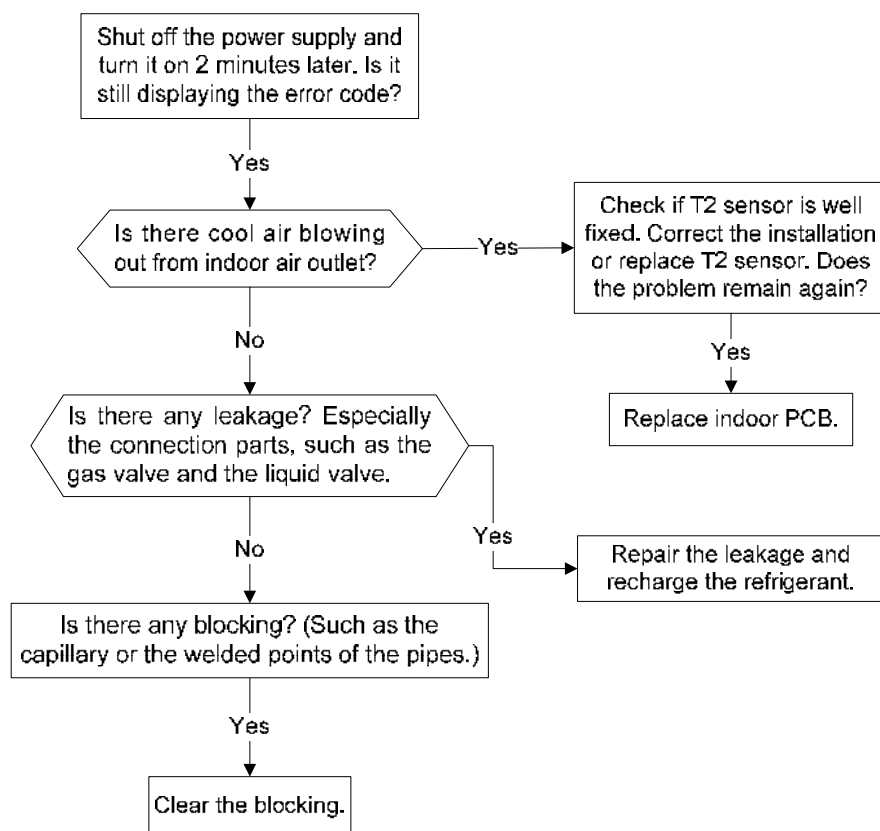 Shut off the power supply and
turn it on 2 minutes later. Is it
still displaying the error code?
Yes
Is there cool air blowing
out from indoor air outlet?
Yes
Check if T2 sensor is well
fixed. Correct the installation
or replace T2 sensor. Does
the problem remain again?
Yes
Replace indoor PCB.
No
Is there any leakage? Especially
the connection parts, such as the
gas valve and the liquid valve.
Yes
Repair the leakage and
recharge the refrigerant.
No
Is there any blocking? (Such as the
capillary or the welded points of the pipes.)
Yes
Clear the blocking.